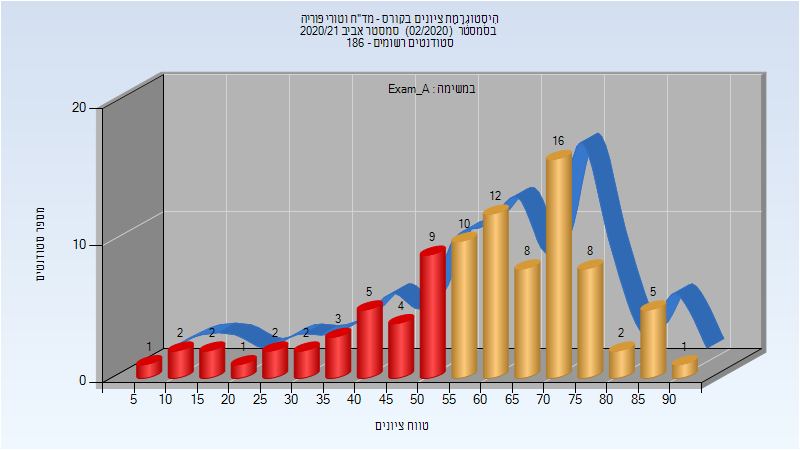 היסטוגרמת ציונים בקורס - מד"ח וטורי פוריה
בסמסטר (02/2020) סמסטר אביב 2020/21
סטודנטים רשומים - 186
במשימה : Exam_A
מספר סטודנטים
20
10
0
1 2 2 1 2 2 3 5 4 9 10 12 8 16 8 2 5 1
5 10 15 20 25 30 35 40 45 50 55 60 65 70 75 80 85 90
טווח ציונים